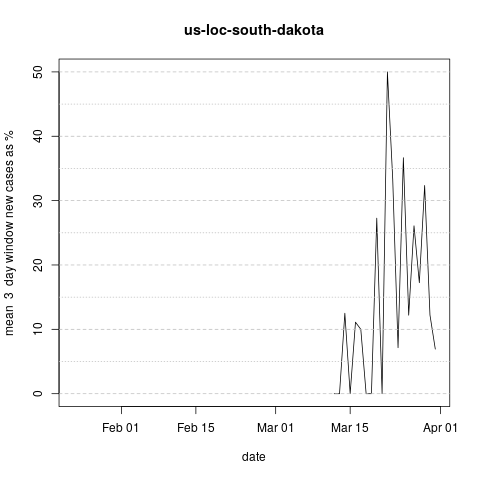 us-loc-south-dakota
mean 3 day window new cases as %
50
40
30
20
10
0
Feb 01 Feb 15 Mar 01 Mar 15 Apr 01
date